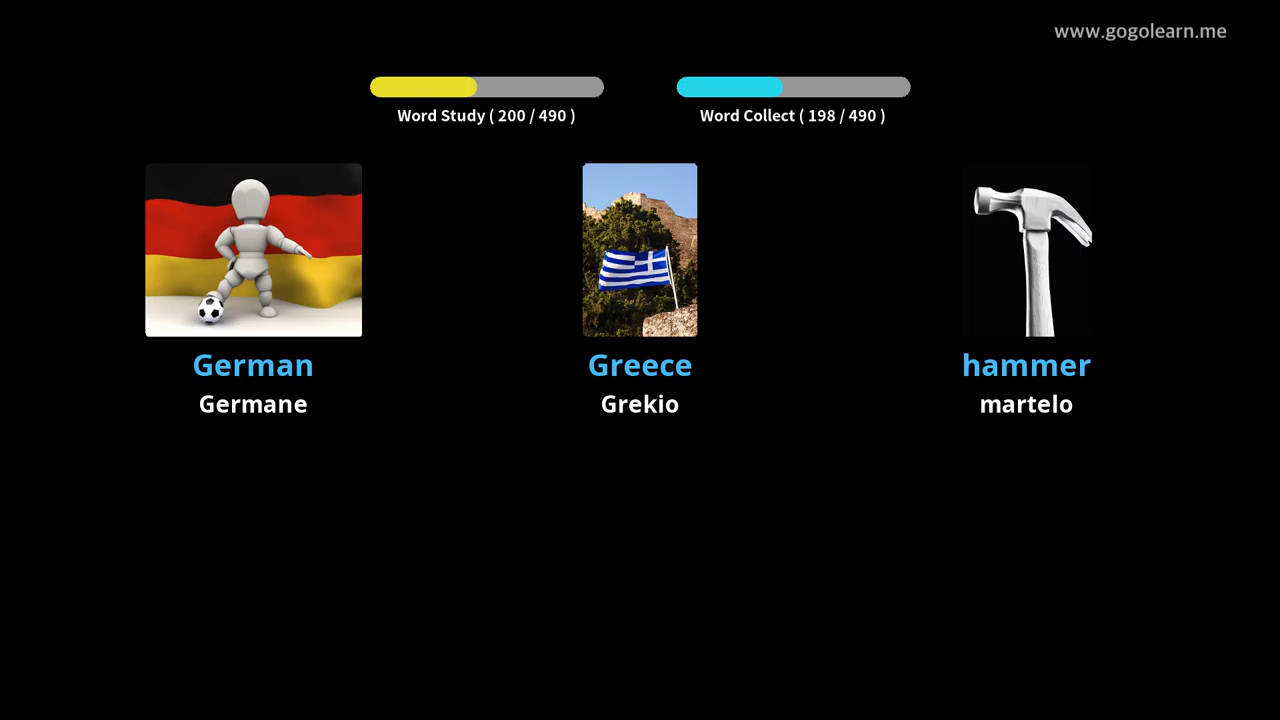 www.gogolearn.me
Word Study ( 200 / 490 )
Word Collect ( 198 / 490 )
German
Germane
Greece
Grekio
hammer
martelo